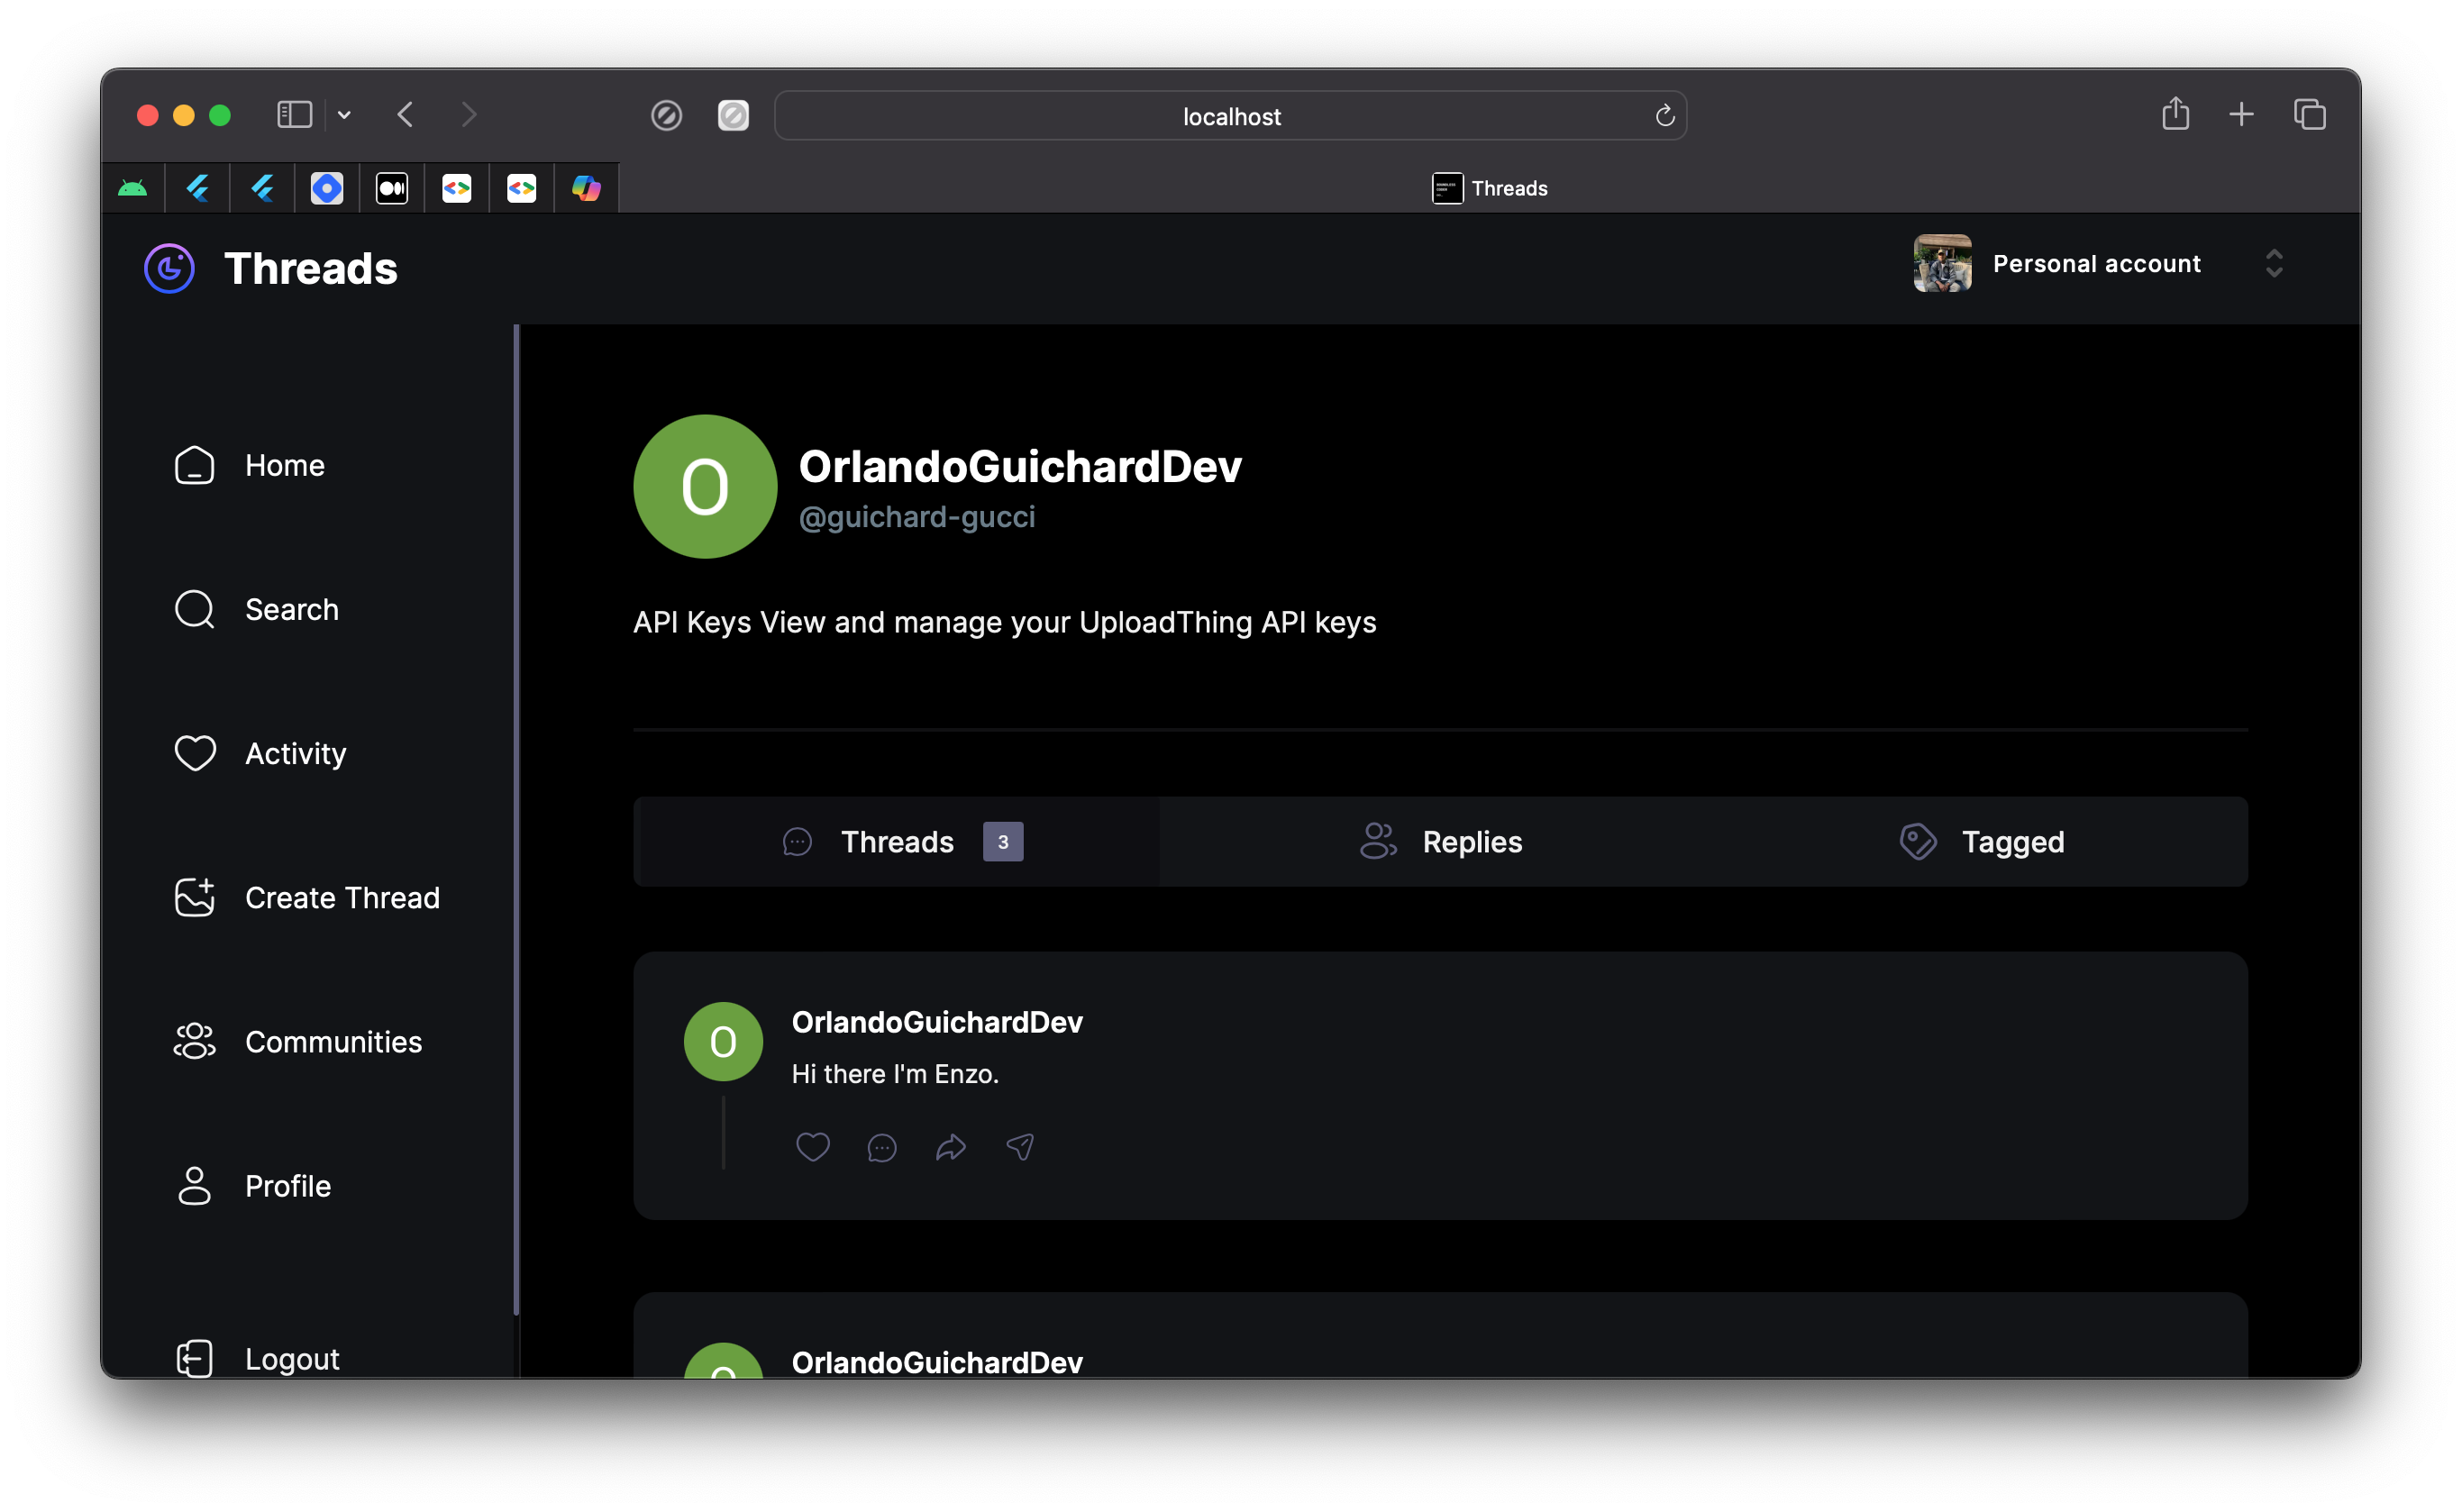 localhost
Threads
Threads
Personal account
Home
Search
Activity
Create Thread
Communities
Profile
Logout
O
OrlandoGuichardDev
@guichard-gucci
API Keys View and manage your UploadThing API keys
Threads 3
Replies
Tagged
O
OrlandoGuichardDev
Hi there I'm Enzo.
O
OrlandoGuichardDev